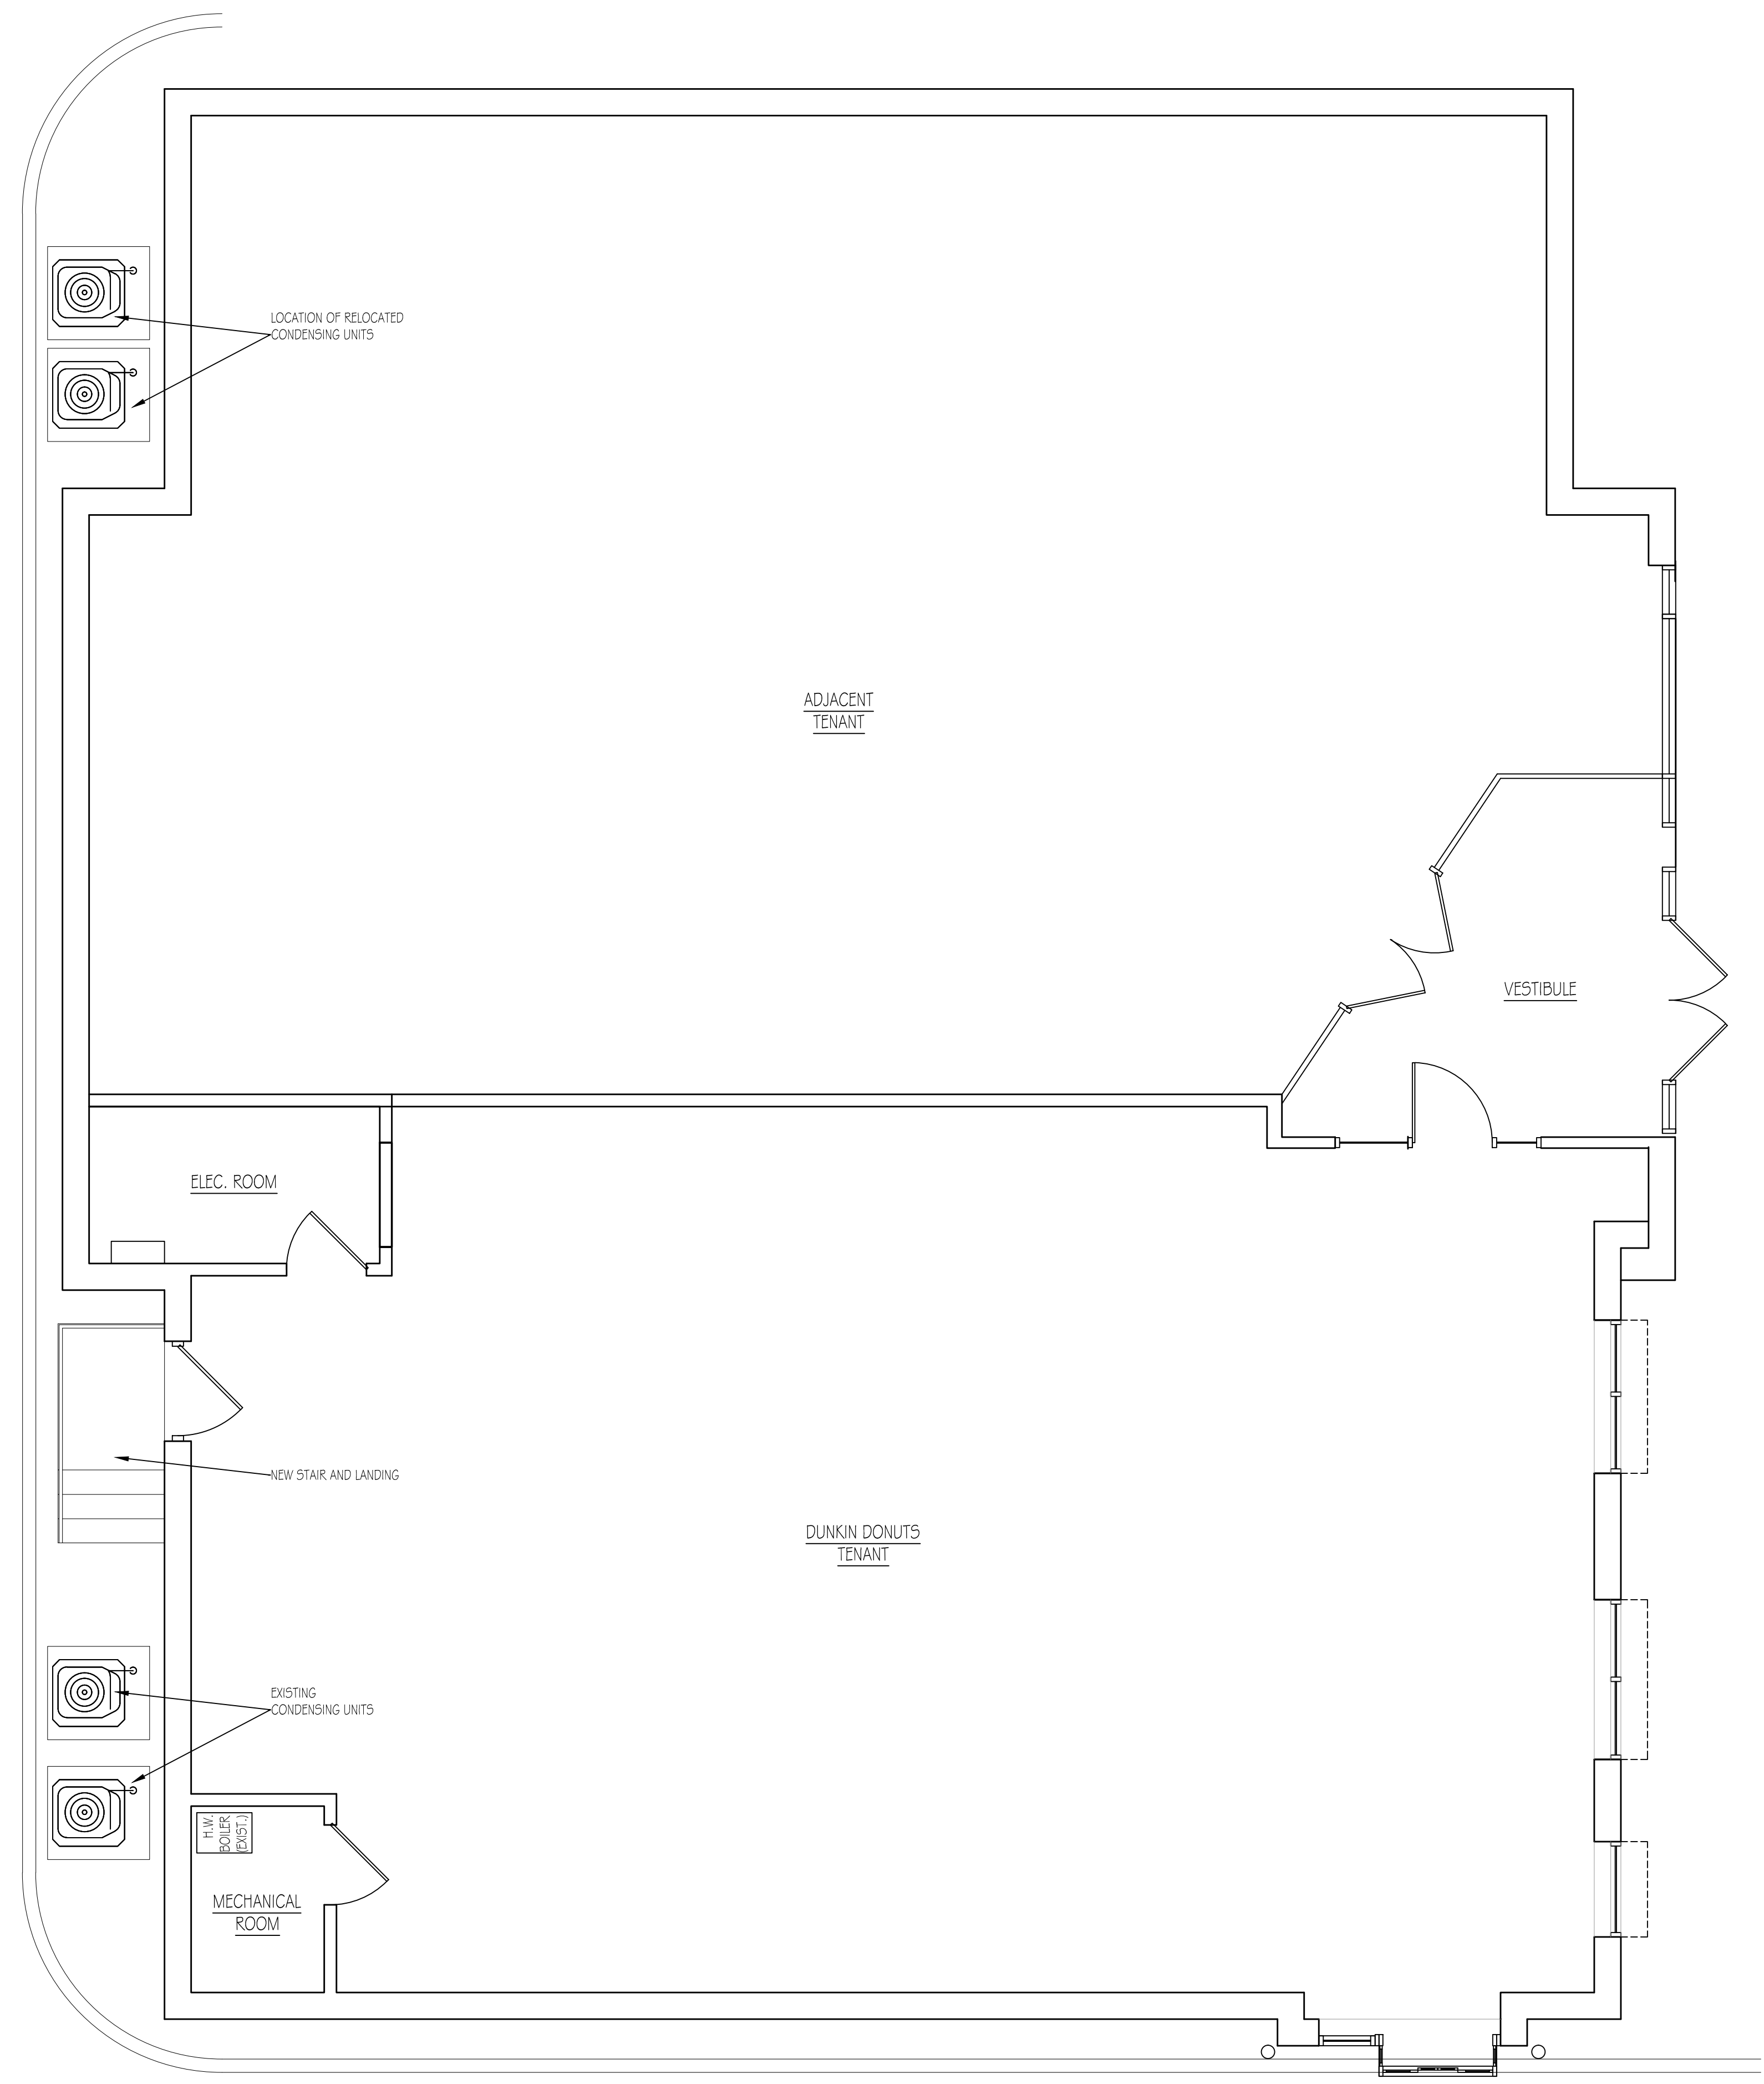 LOCATION OF RELOCATED
CONDENSING UNITS
ADJACENT
TENANT
VESTIBULE
ELEC. ROOM
NEW STAIR AND LANDING
DUNKIN DONUTS
TENANT
EXISTING
CONDENSING UNITS
H.W.
BOILER
(EXIST.)
MECHANICAL
ROOM